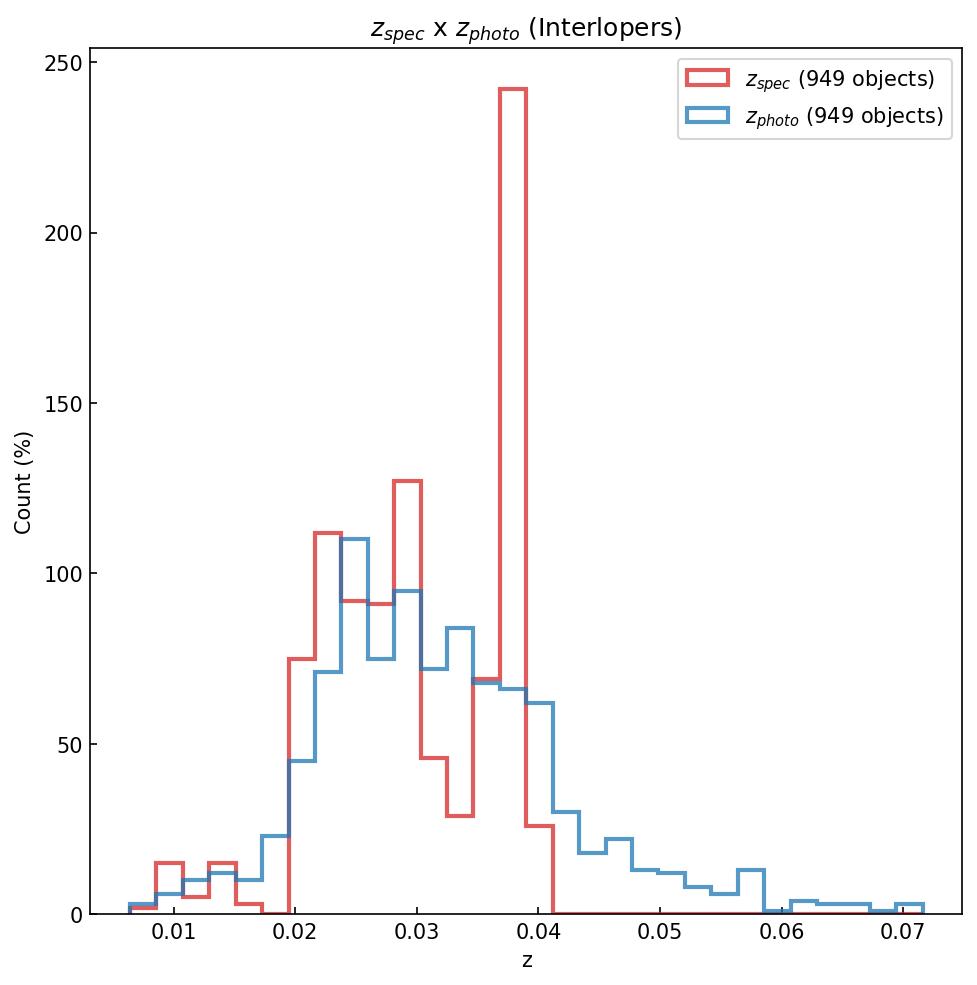 z_spec x z_photo (Interlopers)
z_spec (949 objects)
z_photo (949 objects)
250
200
150
100
50
0
Count (%)
0.01 0.02 0.03 0.04 0.05 0.06 0.07
z